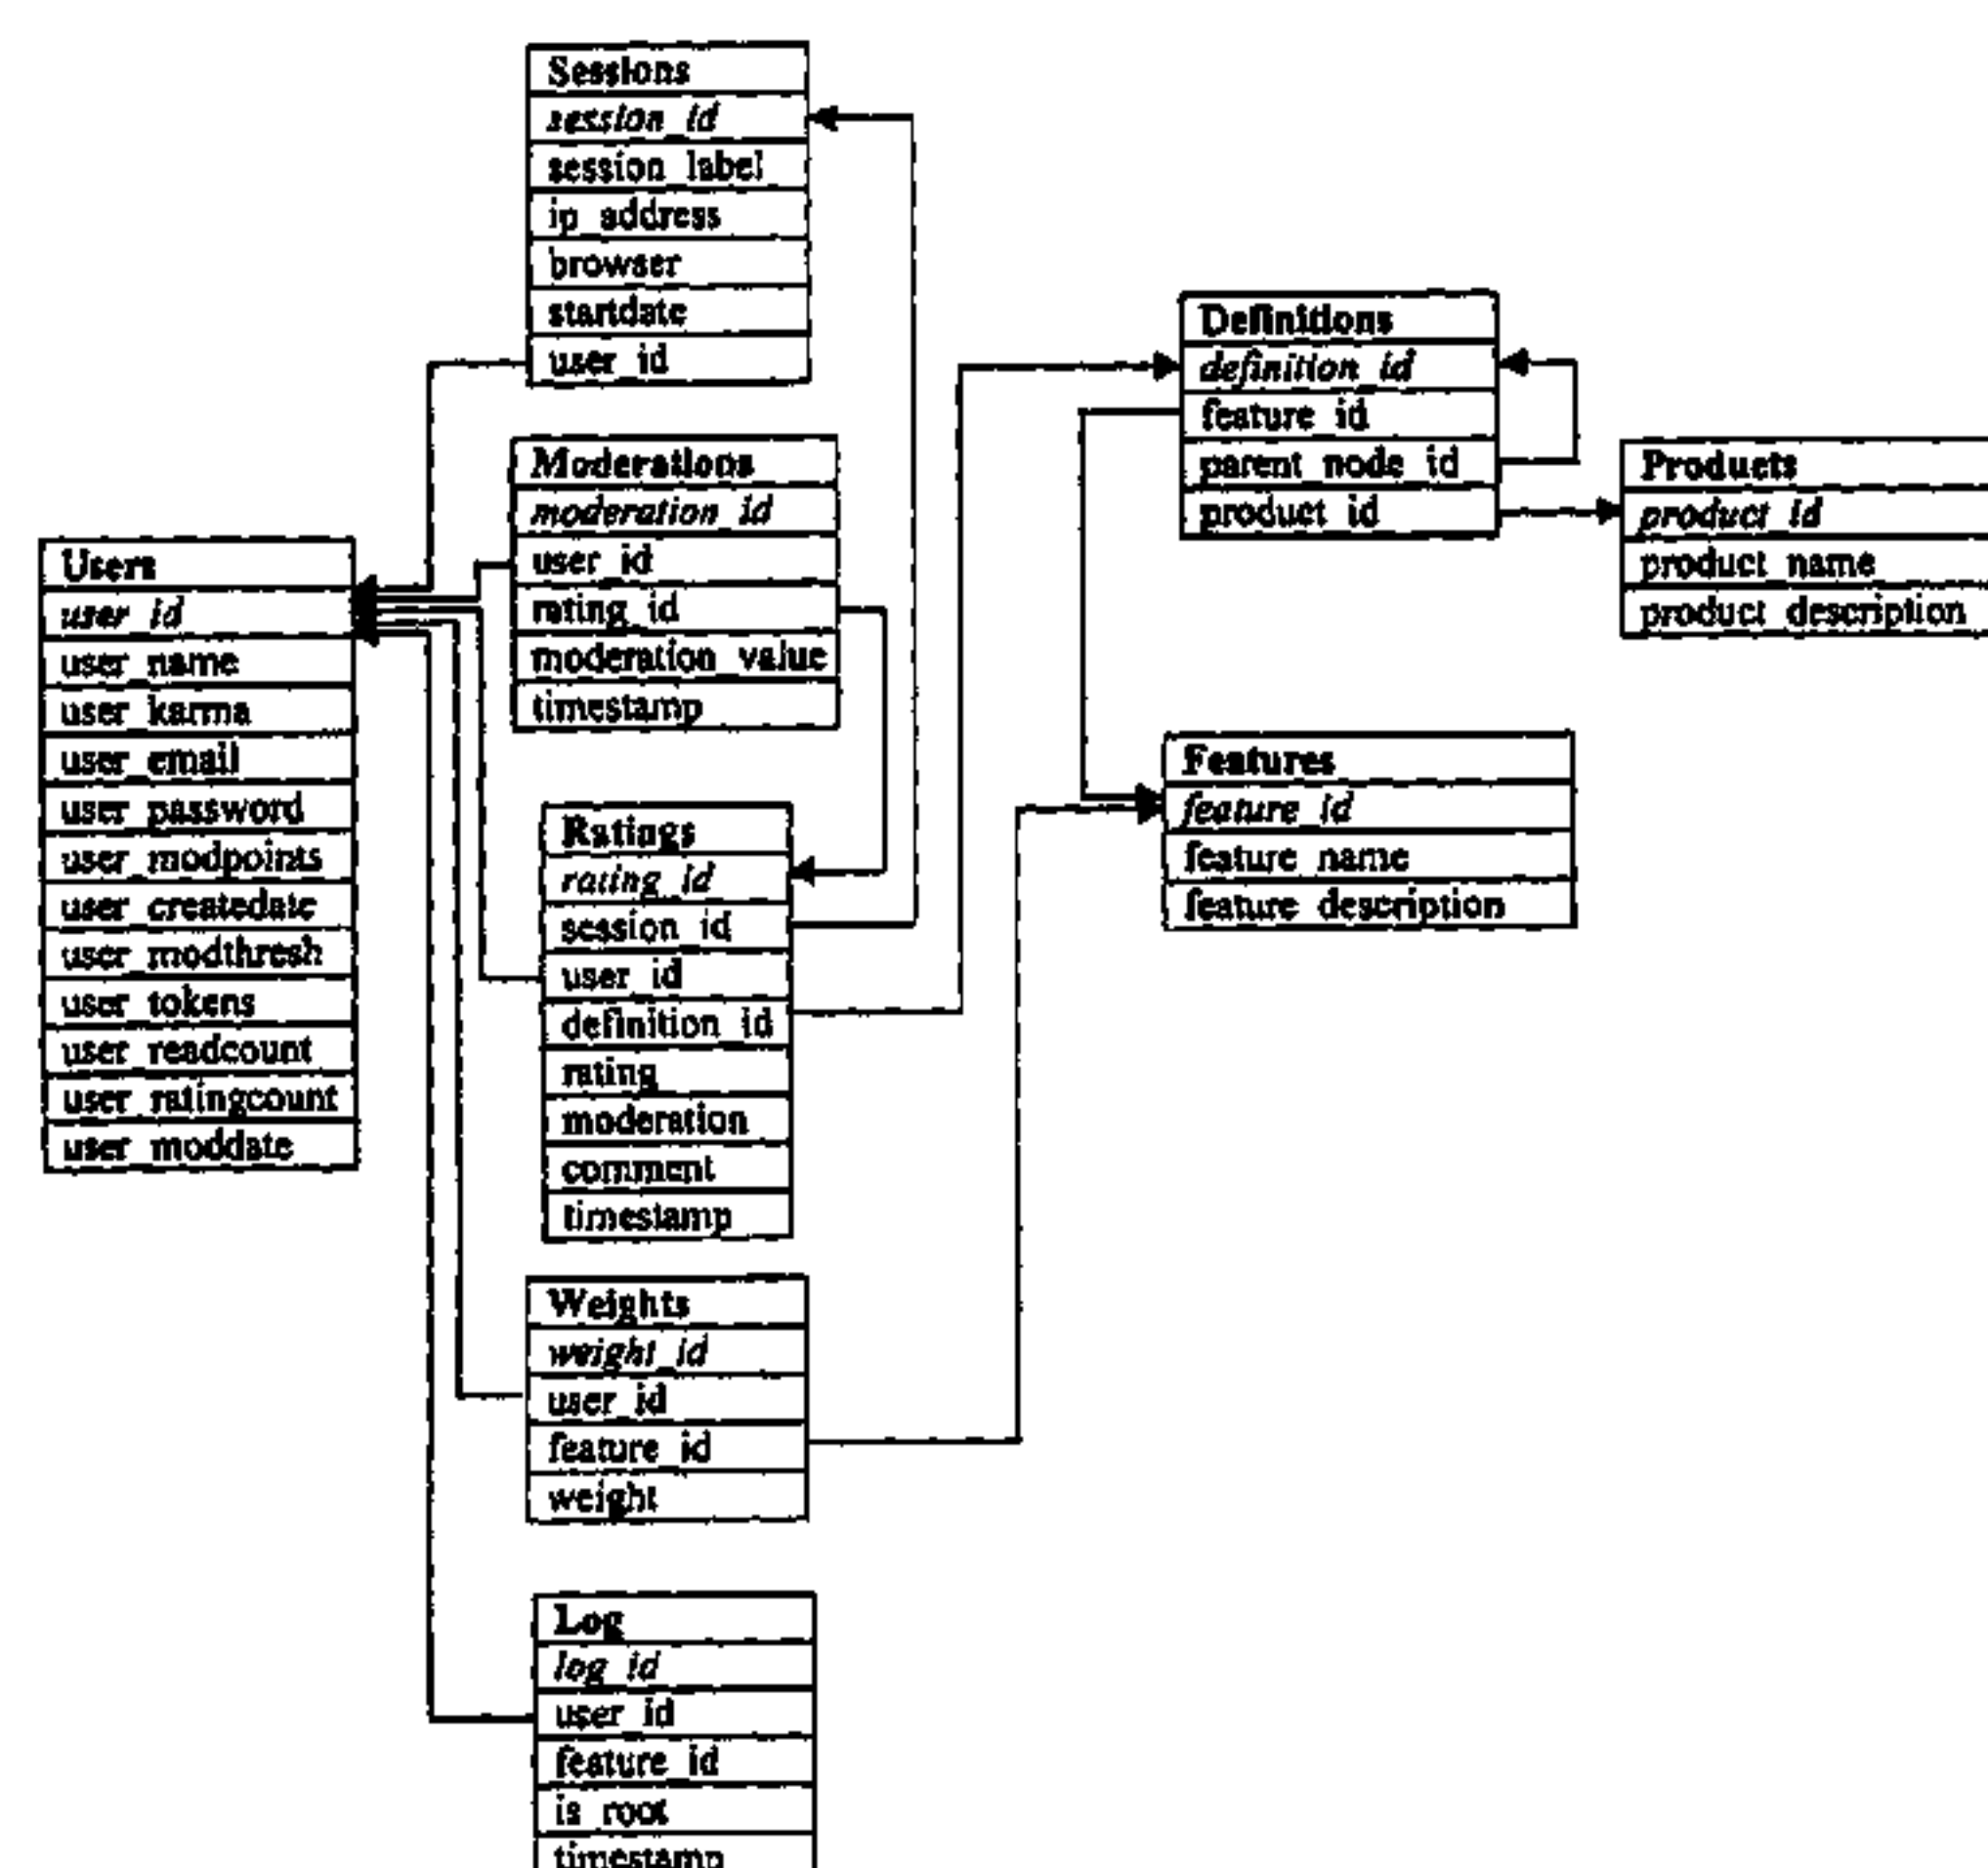 Sessions
session_id
session_label
ip_address
browser
startdate
user_id
Moderations
moderation_id
user_id
rating_id
moderation_value
timestamp
Users
user_id
user_name
user_karma
user_email
user_password
user_modpoints
user_createdate
user_modthresh
user_tokens
user_readcount
user_ratingcount
user_moddate
Ratings
rating_id
session_id
user_id
definition_id
rating
moderation
comment
timestamp
Weights
weight_id
user_id
feature_id
weight
Log
log_id
user_id
feature_id
is_root
timestamp
Definitions
definition_id
feature_id
parent_node_id
product_id
Products
product_id
product_name
product_description
Features
feature_id
feature_name
feature_description